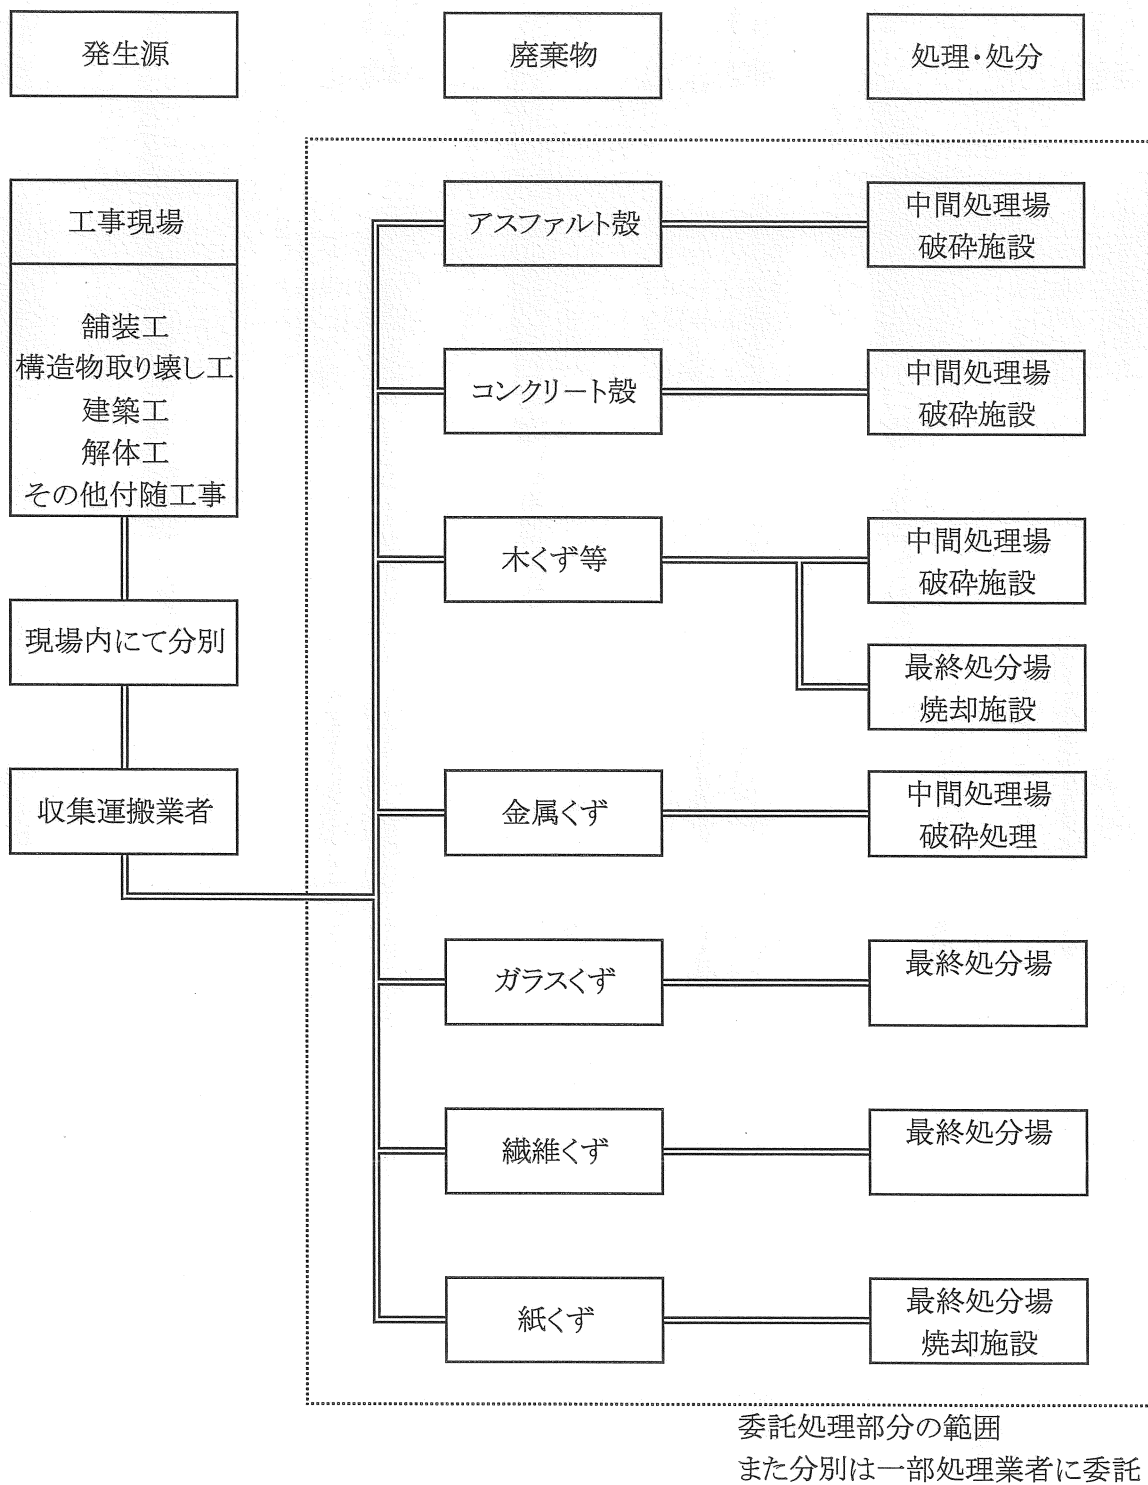 発生源
廃棄物
処理・処分
工事現場
舗装工
構造物取り壊し工
建築工
解体工
その他付随工事
現場内にて分別
収集運搬業者
アスファルト殻
中間処理場
破砕施設
コンクリート殻
中間処理場
破砕施設
木くず等
中間処理場
破砕施設
最終処分場
焼却施設
金属くず
中間処理場
破砕処理
ガラスくず
最終処分場
繊維くず
最終処分場
紙くず
最終処分場
焼却施設
委託処理部分の範囲
また分別は一部処理業者に委託